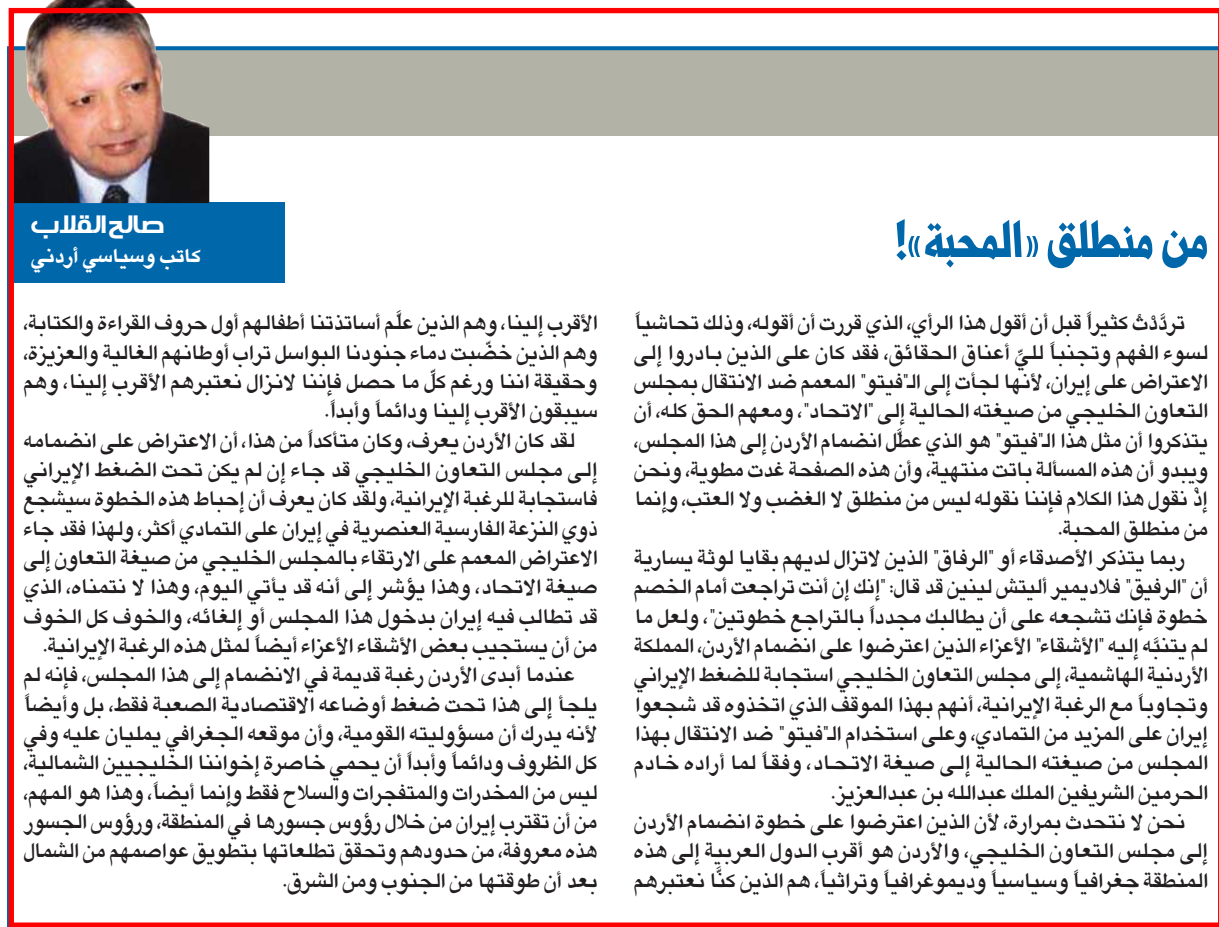 صالح القلاب
كاتب وسياسي أردني
من منطلق «المحبة»!
تردَّدْتُ كثيراً قبل أن أقول هذا الرأي، الذي قررت أن أقوله، وذلك تحاشياً
لسوء الفهم وتجنباً لليِّ أعناق الحقائق، فقد كان على الذين بادروا إلى
الاعتراض على إيران، لأنها لجأت إلى الـ"فيتو" المعمم ضد الانتقال بمجلس
التعاون الخليجي من صيغته الحالية إلى "الاتحاد"، ومعهم الحق كله، أن
يتذكروا أن مثل هذا الـ"فيتو" هو الذي عطَّل انضمام الأردن إلى هذا المجلس،
ويبدو أن هذه المسألة باتت منتهية، وأن هذه الصفحة غدت مطوية، ونحن
إذْ نقول هذا الكلام فإننا نقوله ليس من منطلق لا الغضب ولا العتب، وإنما
من منطلق المحبة.
ربما يتذكر الأصدقاء أو "الرفاق" الذين لاتزال لديهم بقايا لوثة يسارية
أن "الرفيق" فلاديمير أليتش لينين قد قال: "إنك إن أنت تراجعت أمام الخصم
خطوة فإنك تشجعه على أن يطالبك مجدداً بالتراجع خطوتين"، ولعل ما
لم يتنبَّه إليه "الأشقاء" الأعزاء الذين اعترضوا على انضمام الأردن، المملكة
الأردنية الهاشمية، إلى مجلس التعاون الخليجي استجابة للضغط الإيراني
وتجاوباً مع الرغبة الإيرانية، أنهم بهذا الموقف الذي اتخذوه قد شجعوا
إيران على المزيد من التمادي، وعلى استخدام الـ"فيتو" ضد الانتقال بهذا
المجلس من صيغته الحالية إلى صيغة الاتحاد، وفقاً لما أراده خادم
الحرمين الشريفين الملك عبدالله بن عبدالعزيز.
نحن لا نتحدث بمرارة، لأن الذين اعترضوا على خطوة انضمام الأردن
إلى مجلس التعاون الخليجي، والأردن هو أقرب الدول العربية إلى هذه
المنطقة جغرافياً وسياسياً وديموغرافياً وتراثياً، هم الذين كنَّا نعتبرهم
الأقرب إلينا، وهم الذين علَّم أساتذتنا أطفالهم أول حروف القراءة والكتابة،
وهم الذين خضّبت دماء جنودنا البواسل تراب أوطانهم الغالية والعزيزة،
وحقيقة اننا ورغم كلّ ما حصل فإننا لانزال نعتبرهم الأقرب إلينا، وهم
سيبقون الأقرب إلينا ودائماً وأبداً.
لقد كان الأردن يعرف، وكان متأكداً من هذا، أن الاعتراض على انضمامه
إلى مجلس التعاون الخليجي قد جاء إن لم يكن تحت الضغط الإيراني
فاستجابة للرغبة الإيرانية، ولقد كان يعرف أن إحباط هذه الخطوة سيشجع
ذوي النزعة الفارسية العنصرية في إيران على التمادي أكثر، ولهذا فقد جاء
الاعتراض المعمم على الارتقاء بالمجلس الخليجي من صيغة التعاون إلى
صيغة الاتحاد، وهذا يؤشر إلى أنه قد يأتي اليوم، وهذا لا نتمناه، الذي
قد تطالب فيه إيران بدخول هذا المجلس أو إلغائه، والخوف كل الخوف
من أن يستجيب بعض الأشقاء الأعزاء أيضاً لمثل هذه الرغبة الإيرانية.
عندما أبدى الأردن رغبة قديمة في الانضمام إلى هذا المجلس، فإنه لم
يلجأ إلى هذا تحت ضغط أوضاعه الاقتصادية الصعبة فقط، بل وأيضاً
لأنه يدرك أن مسؤوليته القومية، وأن موقعه الجغرافي يمليان عليه وفي
كل الظروف ودائماً وأبداً أن يحمي خاصرة إخواننا الخليجيين الشمالية،
ليس من المخدرات والمتفجرات والسلاح فقط وإنما أيضاً، وهذا هو المهم،
من أن تقترب إيران من خلال رؤوس جسورها في المنطقة، ورؤوس الجسور
هذه معروفة، من حدودهم وتحقق تطلعاتها بتطويق عواصمهم من الشمال
بعد أن طوقتها من الجنوب ومن الشرق.